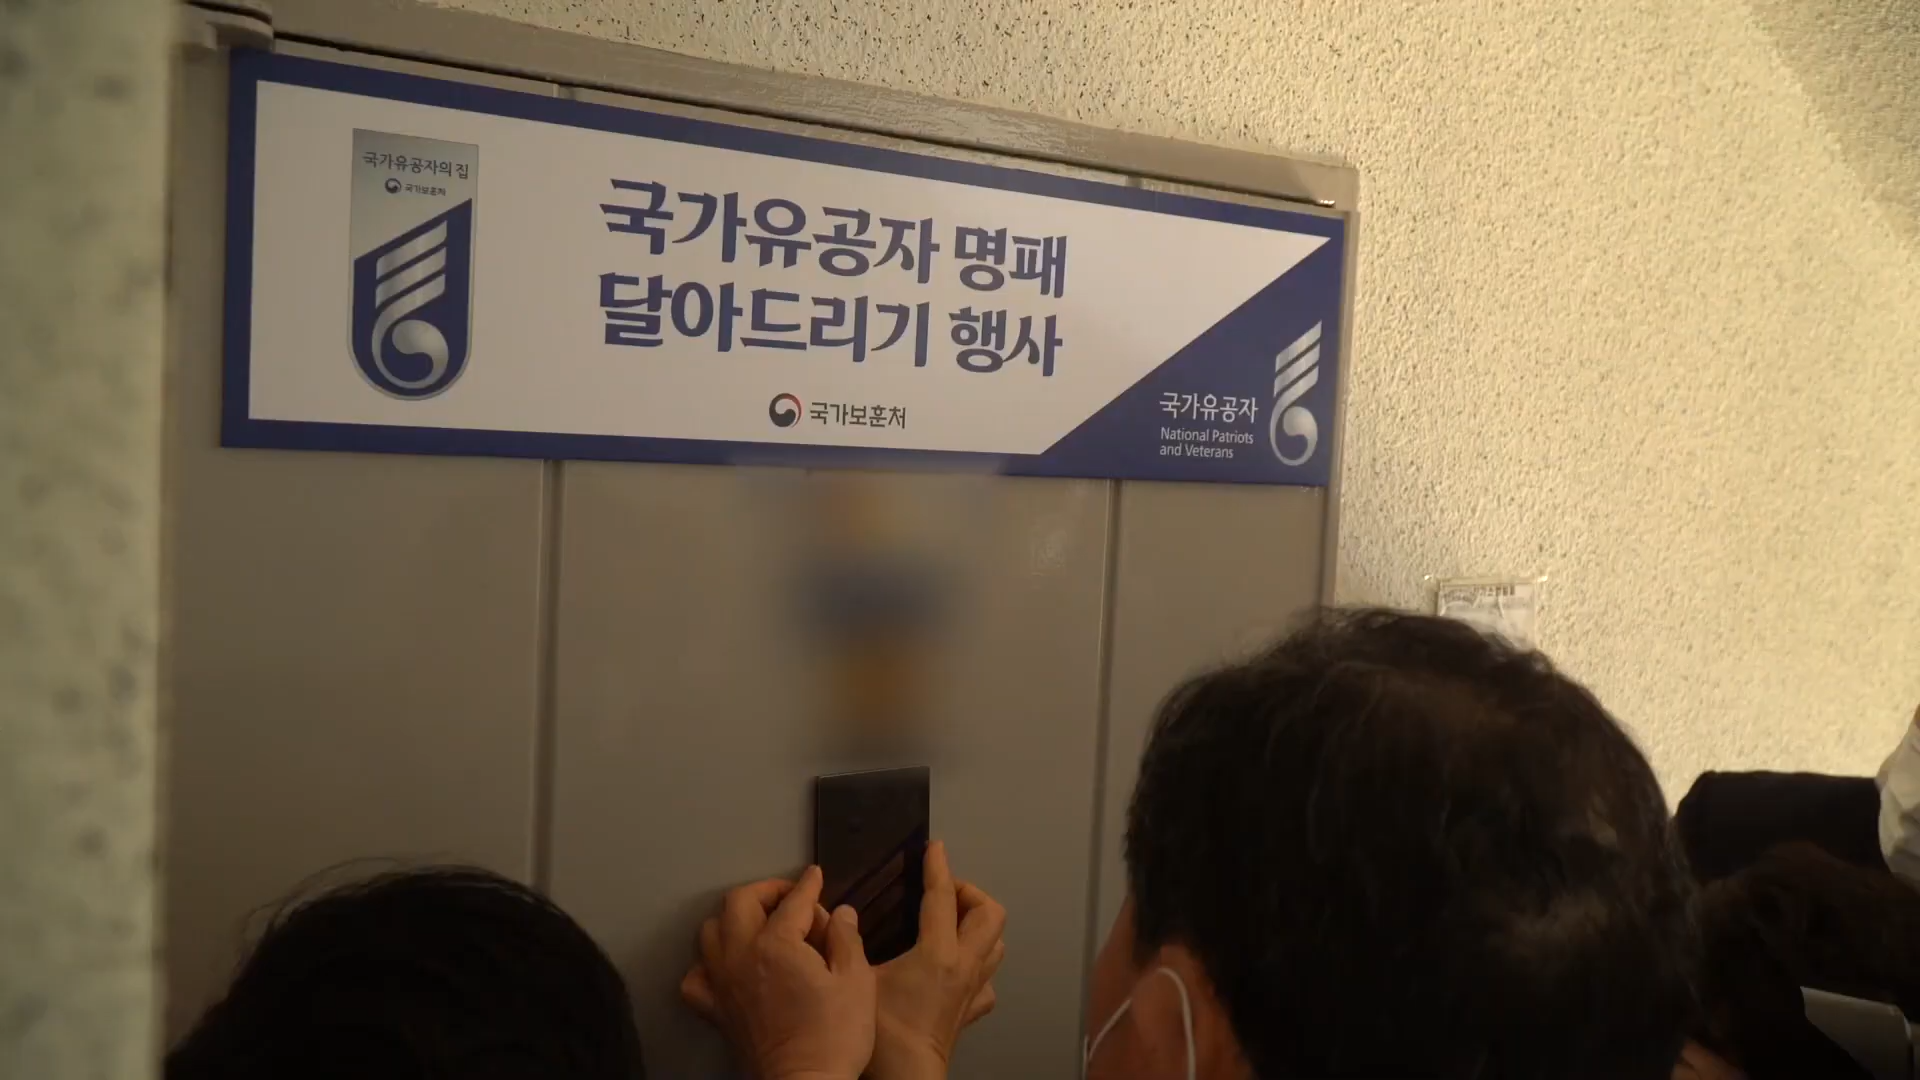 국가유공자의 집
국가보훈처
국가유공자 명패
달아드리기 행사
국가보훈처
국가유공자
National Patriots
and Veterans